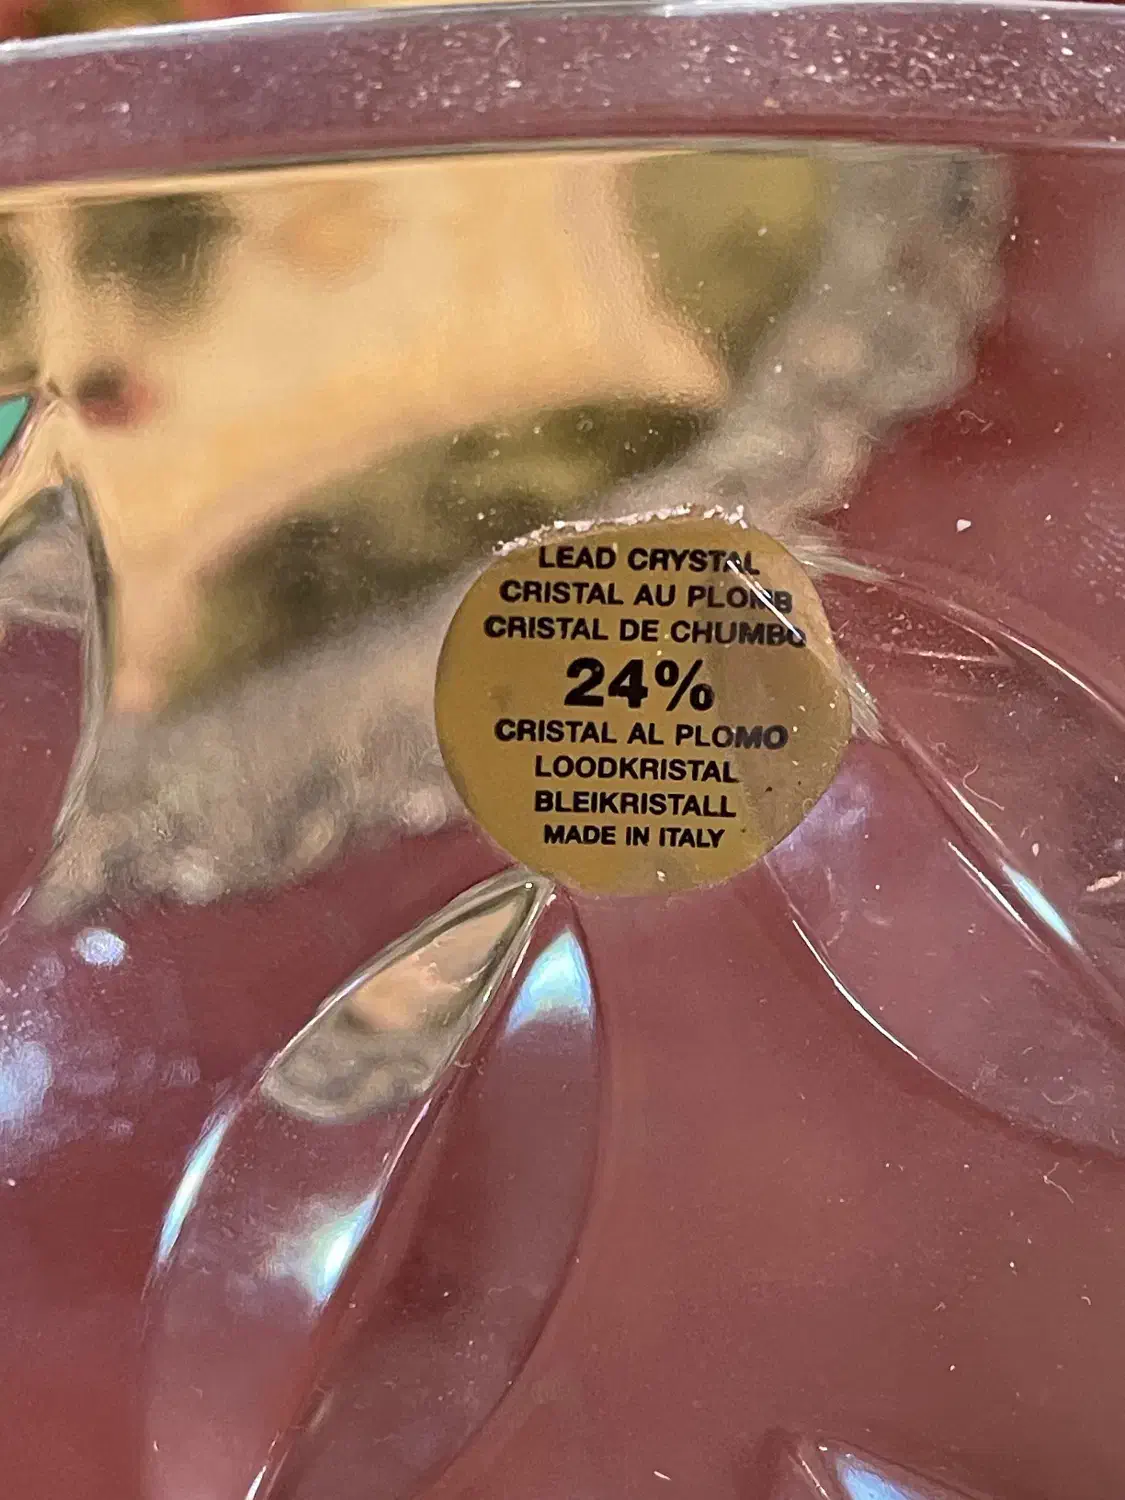 LEAD CRYSTAL
CRISTAL AU PLOMB
CRISTAL DE CHUMBO
24%
CRISTAL AL PLOMO
LOODKRISTAL
BLEIKRISTALL
MADE IN ITALY